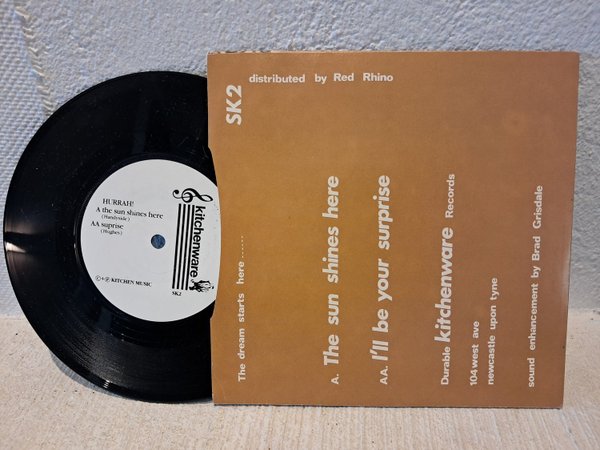 HURRAH!
A the sun shines here
(Handyside)
AA suprise
(Hughes)
kitchenware
©+℗ KITCHEN MUSIC
SK2
SK2
distributed by Red Rhino
The dream starts here......
A. The sun shines here
AA. I'll be your surprise
Durable kitchenware Records
104 west ave
newcastle upon tyne
sound enhancement by Brad Grisdale